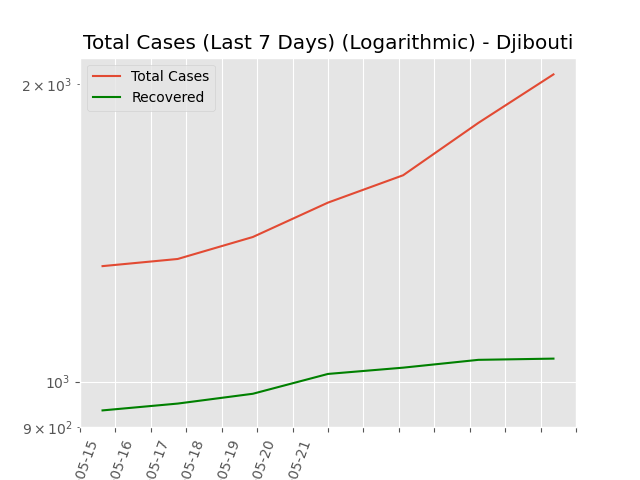 Total Cases (Last 7 Days) (Logarithmic) - Djibouti
Total Cases
Recovered
2 × 10³
10³
9 × 10²
05-15
05-16
05-17
05-18
05-19
05-20
05-21